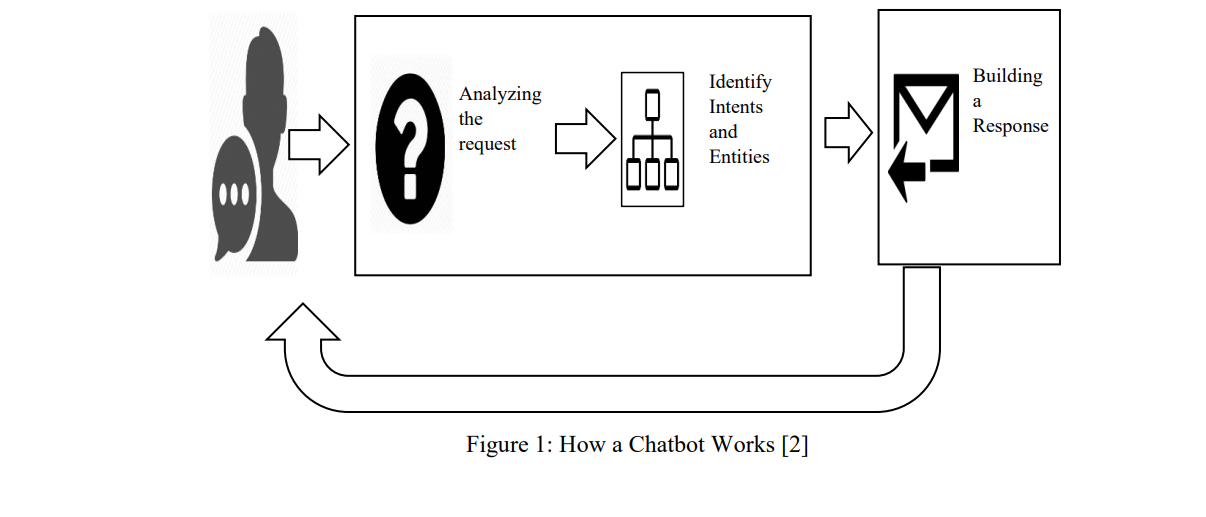 Analyzing
the
request
Identify
Intents
and
Entities
Building
a
Response
Figure 1: How a Chatbot Works [2]